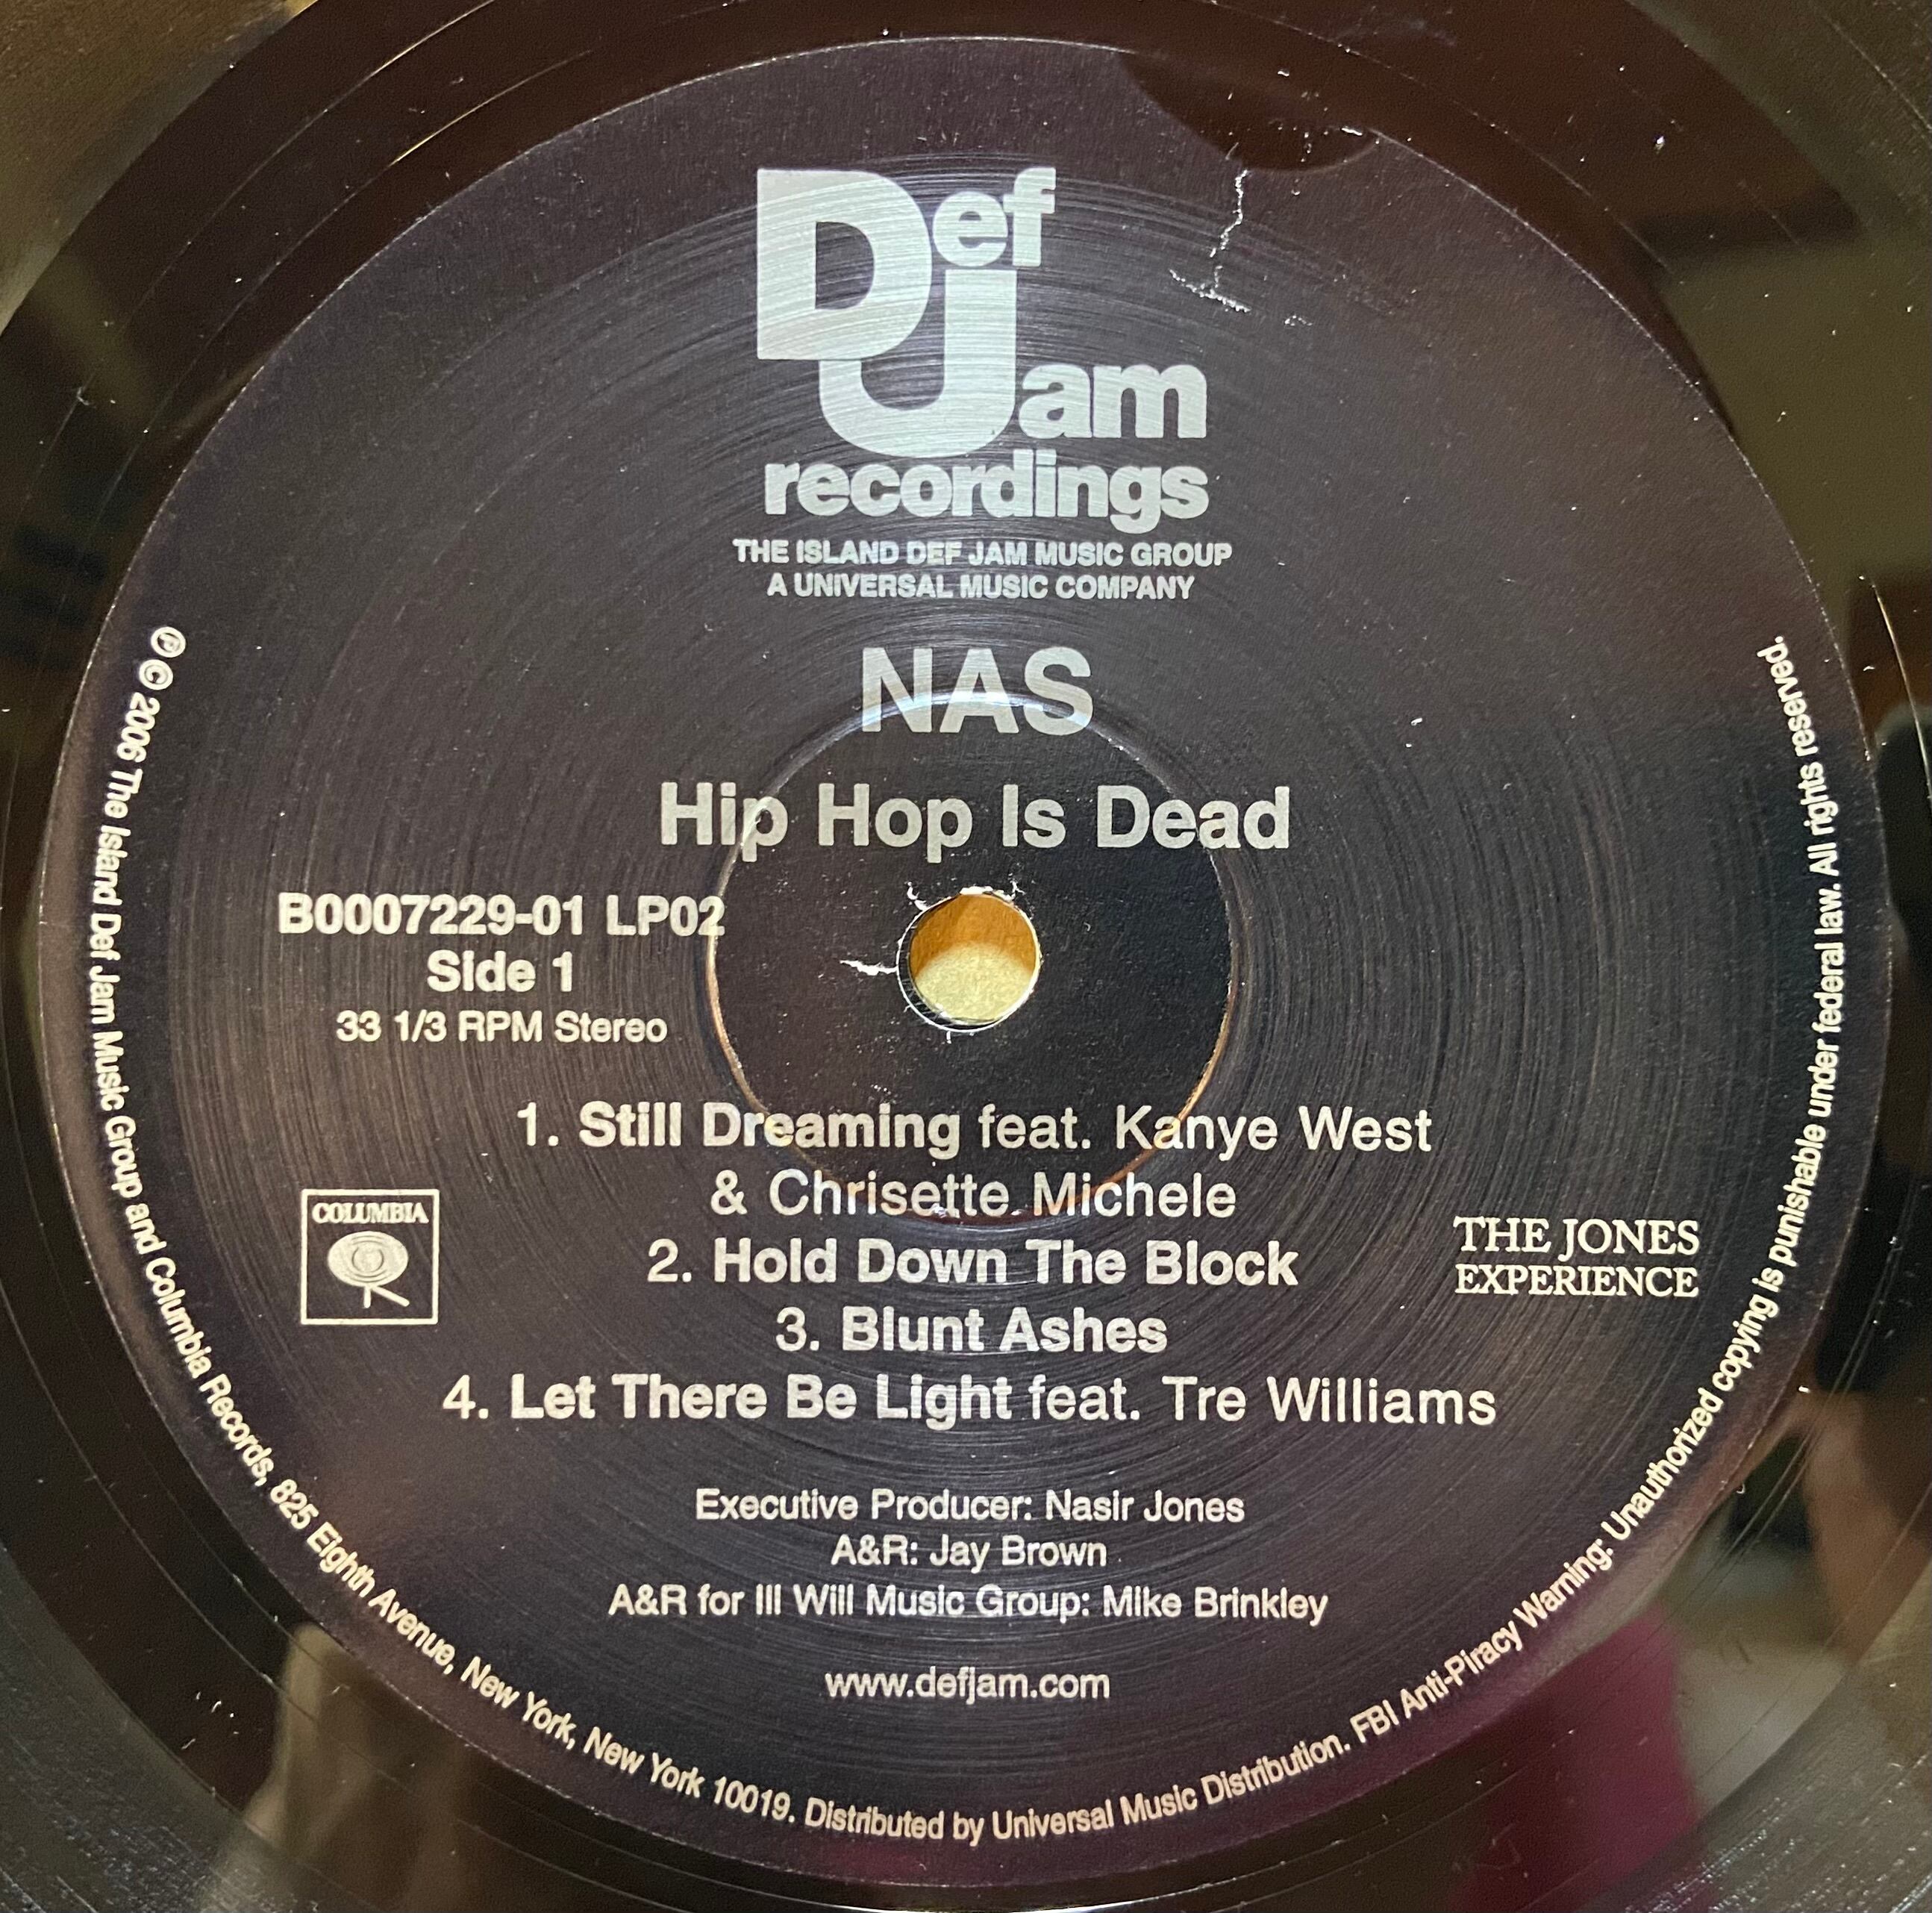 Def
Jam
recordings
THE ISLAND DEF JAM MUSIC GROUP
A UNIVERSAL MUSIC COMPANY
NAS
Hip Hop Is Dead
B0007229-01 LP02
Side 1
33 1/3 RPM Stereo
1. Still Dreaming feat. Kanye West
& Chrisette Michele
2. Hold Down The Block
3. Blunt Ashes
4. Let There Be Light feat. Tre Williams
COLUMBIA
THE JONES
EXPERIENCE
Executive Producer: Nasir Jones
A&R: Jay Brown
A&R for Ill Will Music Group: Mike Brinkley
www.defjam.com
℗ © 2006 The Island Def Jam Music Group and Columbia Records, 825 Eighth Avenue, New York, New York 10019. Distributed by Universal Music Distribution. FBI Anti-Piracy Warning: Unauthorized copying is punishable under federal law. All rights reserved.